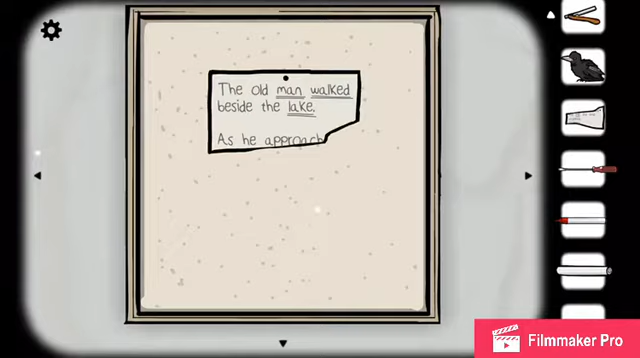 The old man walked
beside the lake.
As he approach
Filmmaker Pro